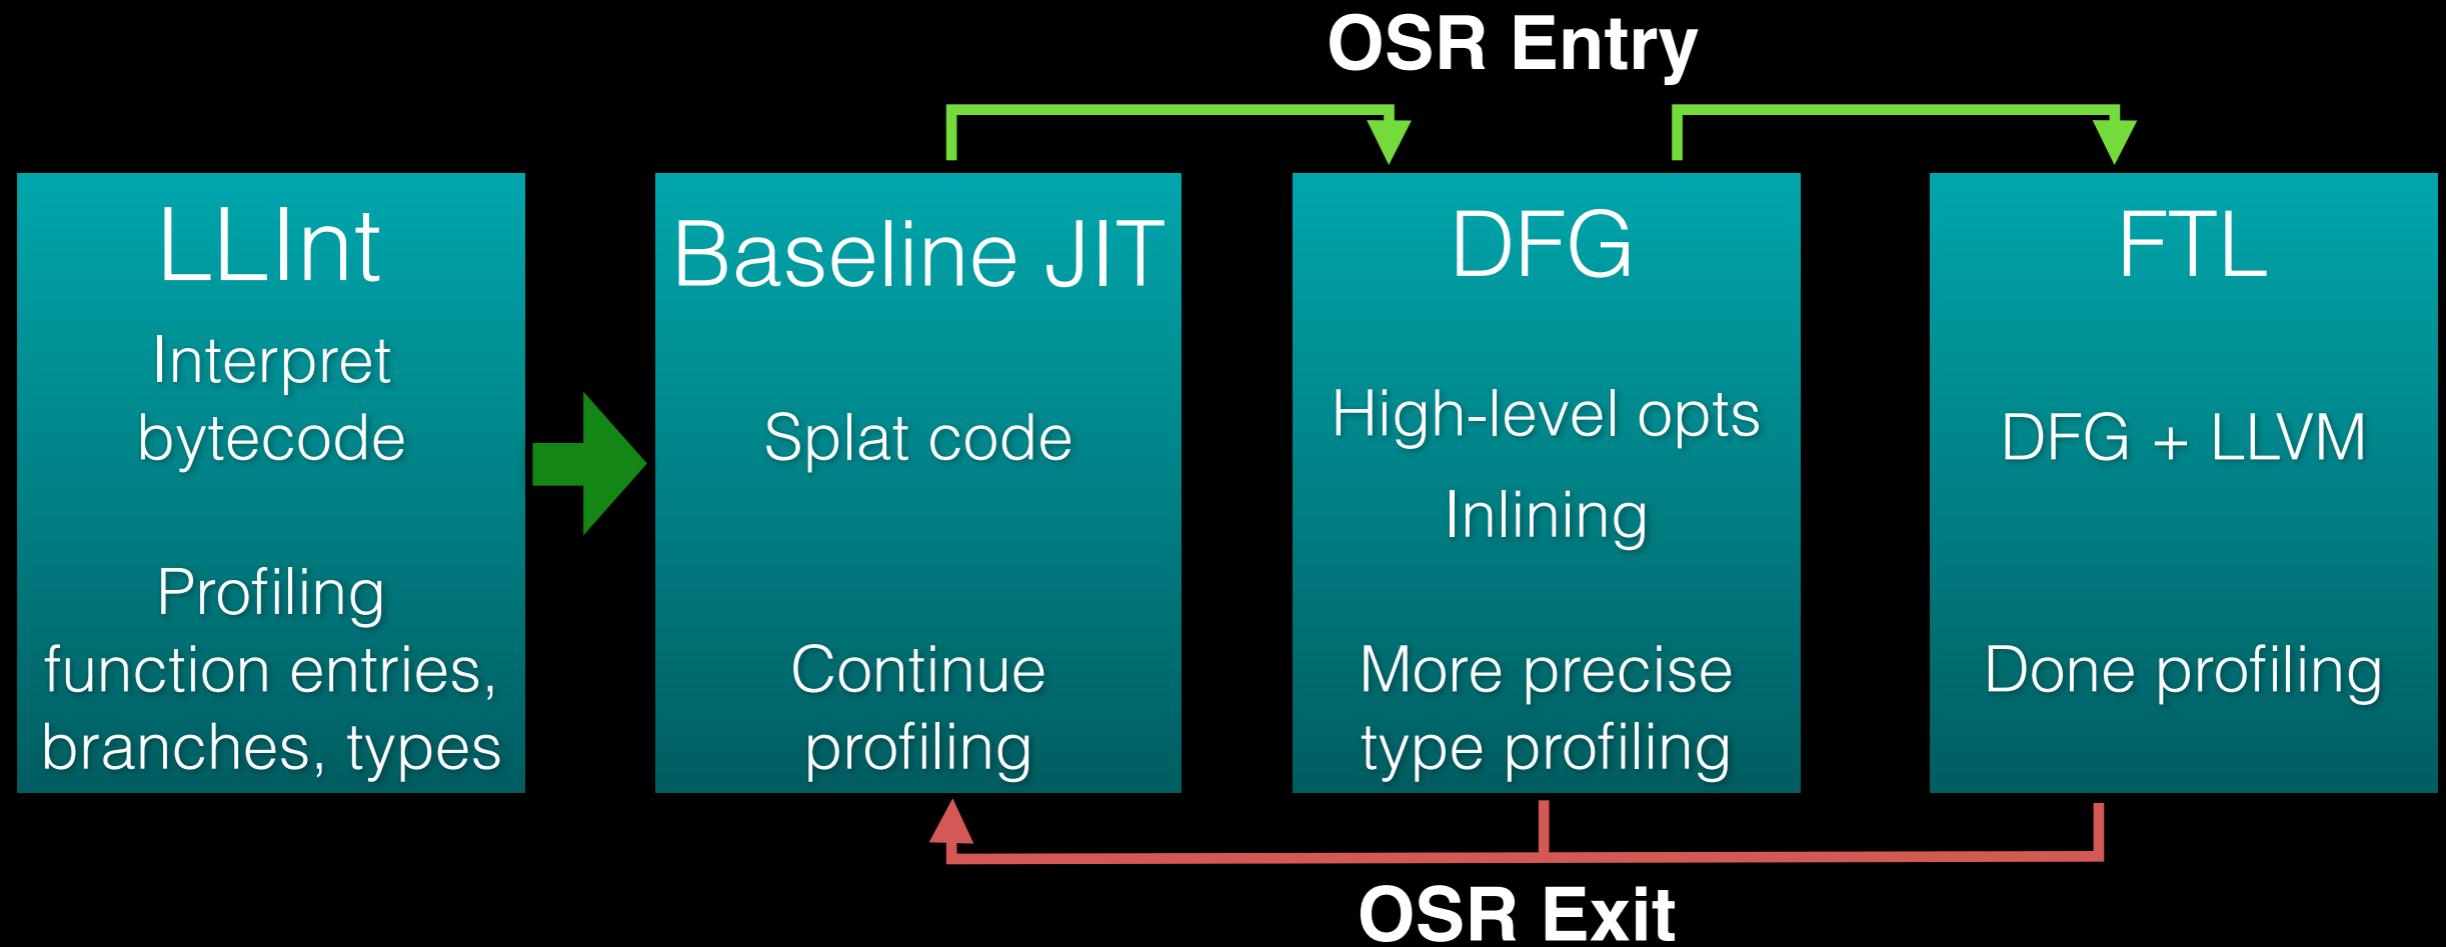 OSR Entry
LLInt
Interpret
bytecode
Profiling
function entries,
branches, types
Baseline JIT
Splat code
Continue
profiling
DFG
High-level opts
Inlining
More precise
type profiling
FTL
DFG + LLVM
Done profiling
OSR Exit